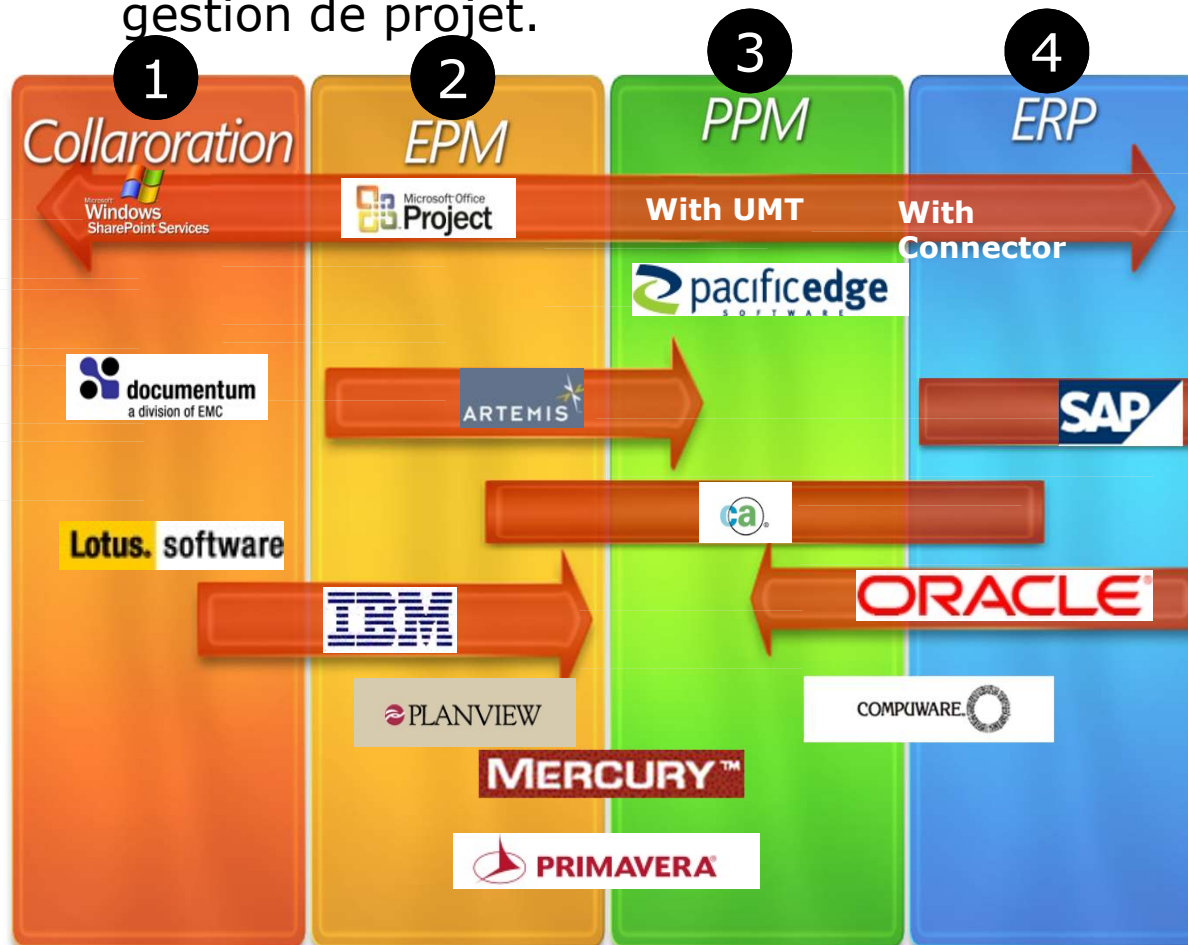 gestion de projet.
1
2
3
4
Collaroration
EPM
PPM
ERP
Microsoft
Windows
SharePoint Services
Microsoft Office
Project
With UMT
With
Connector
pacificedge
SOFTWARE
documentum
a division of EMC
ARTEMIS
SAP
ca
Lotus. software
IBM
ORACLE
PLANVIEW
COMPUWARE
MERCURY™
PRIMAVERA